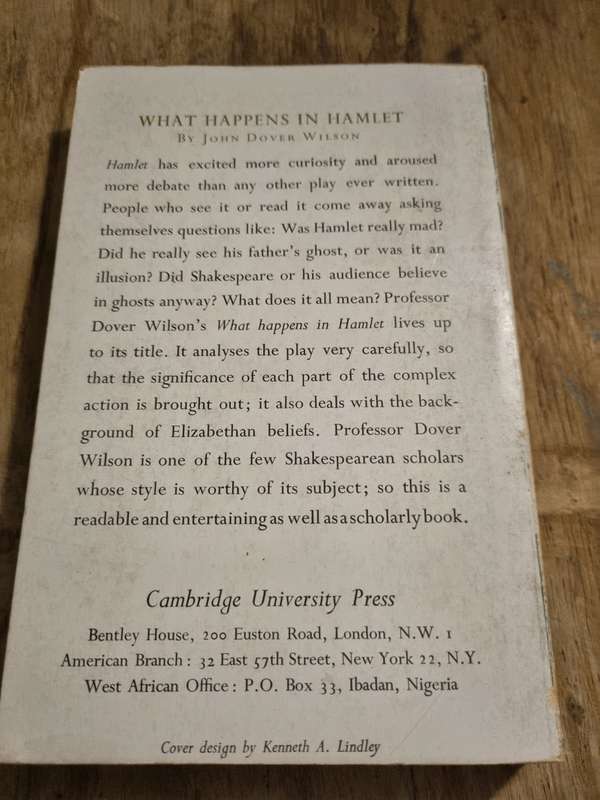 WHAT HAPPENS IN HAMLET
BY JOHN DOVER WILSON
Hamlet has excited more curiosity and aroused
more debate than any other play ever written.
People who see it or read it come away asking
themselves questions like: Was Hamlet really mad?
Did he really see his father's ghost, or was it an
illusion? Did Shakespeare or his audience believe
in ghosts anyway? What does it all mean? Professor
Dover Wilson's What happens in Hamlet lives up
to its title. It analyses the play very carefully, so
that the significance of each part of the complex
action is brought out; it also deals with the back-
ground of Elizabethan beliefs. Professor Dover
Wilson is one of the few Shakespearean scholars
whose style is worthy of its subject; so this is a
readable and entertaining as well as a scholarly book.
Cambridge University Press
Bentley House, 200 Euston Road, London, N.W. 1
American Branch: 32 East 57th Street, New York 22, N.Y.
West African Office: P.O. Box 33, Ibadan, Nigeria
Cover design by Kenneth A. Lindley